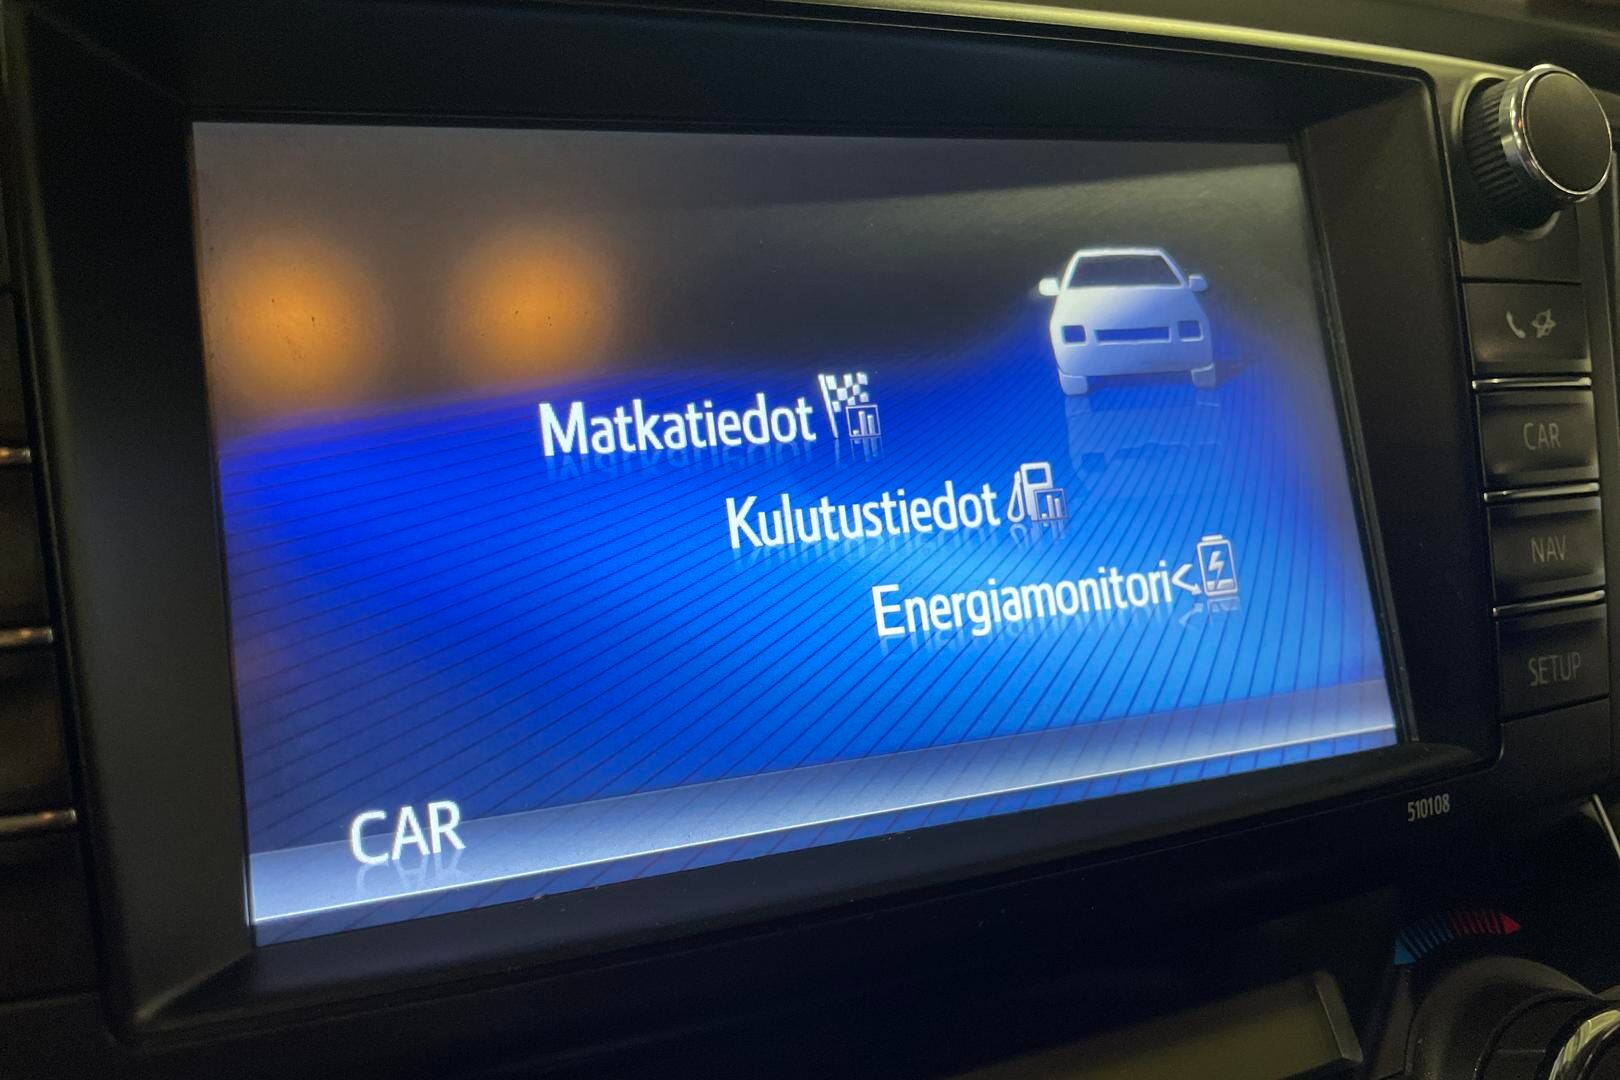 Matkatiedot
Kulutustiedot
Energiamonitori
CAR
CAR
NAV
SETUP
510108